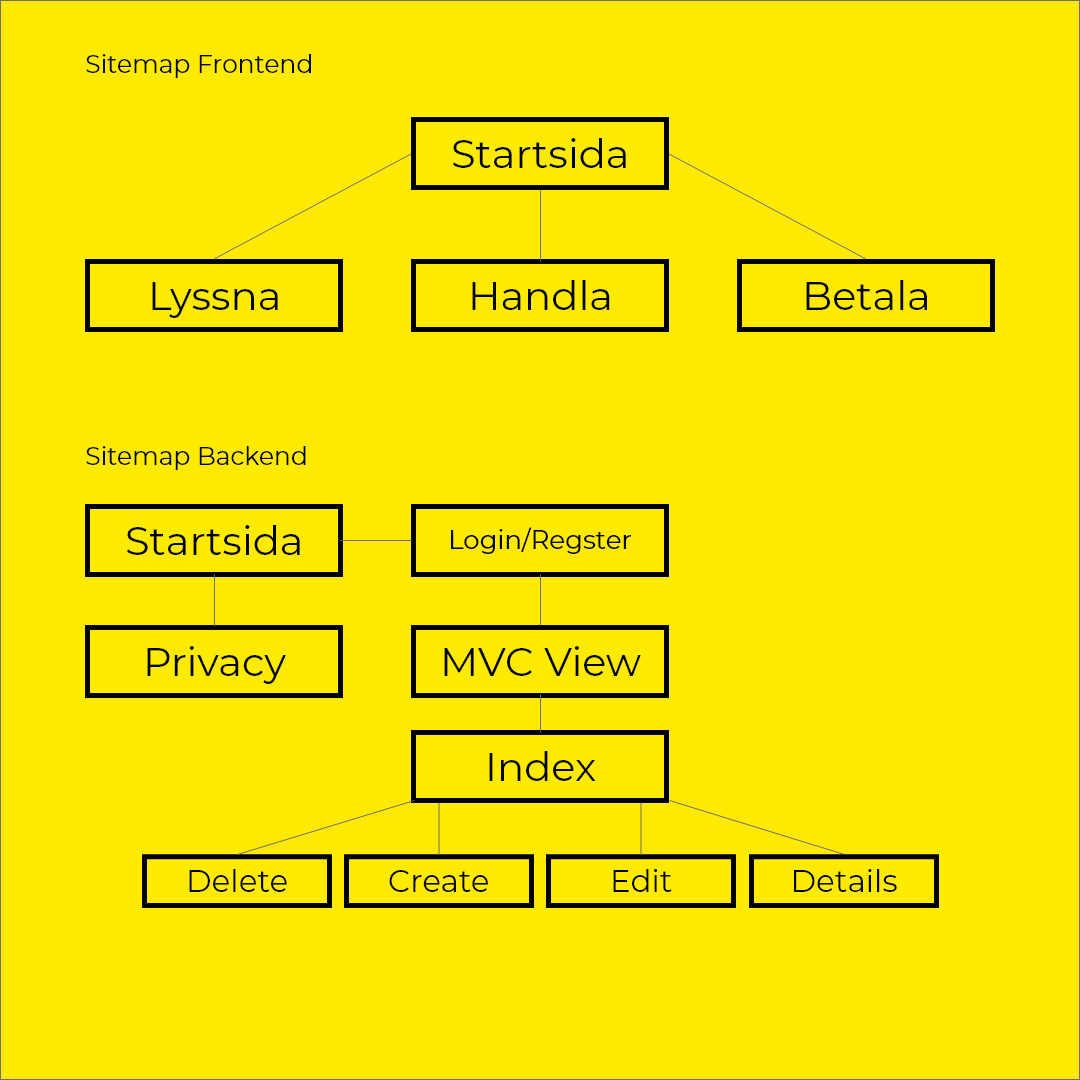 Sitemap Frontend
Startsida
Lyssna
Handla
Betala
Sitemap Backend
Startsida
Login/Regster
Privacy
MVC View
Index
Delete
Create
Edit
Details